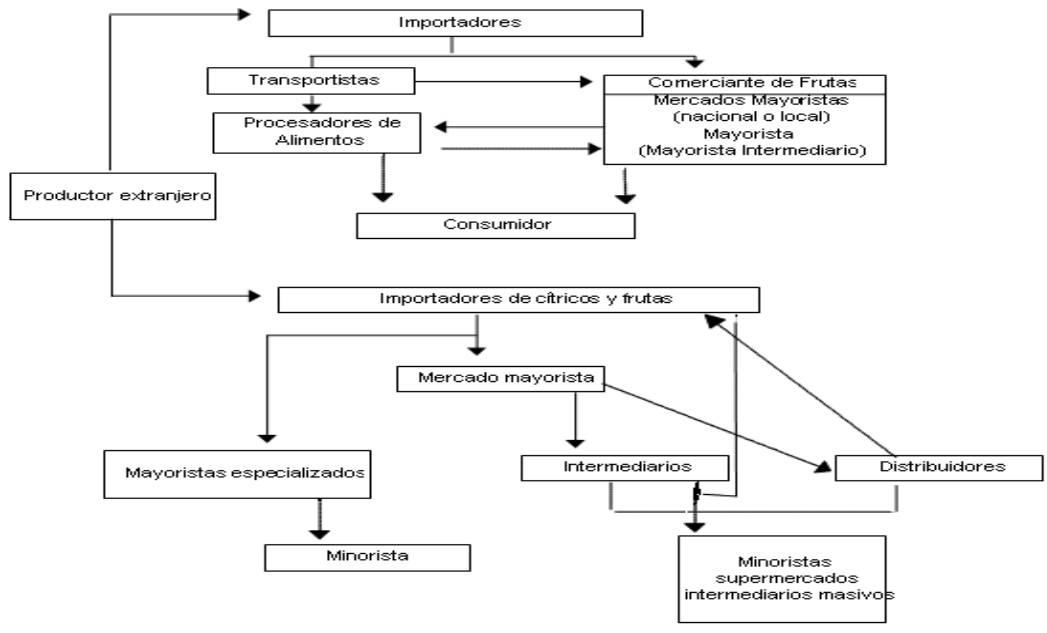 Importadores
Transportistas
Comerciante de Frutas
Mercados Mayoristas
(nacional o local)
Mayorista
(Mayorista Intermediario)
Procesadores de
Alimentos
Productor extranjero
Consumidor
Importadores de cítricos y frutas
Mercado mayorista
Mayoristas especializados
Intermediarios
Distribuidores
Minorista
Minoristas
supermercados
intermediarios masivos